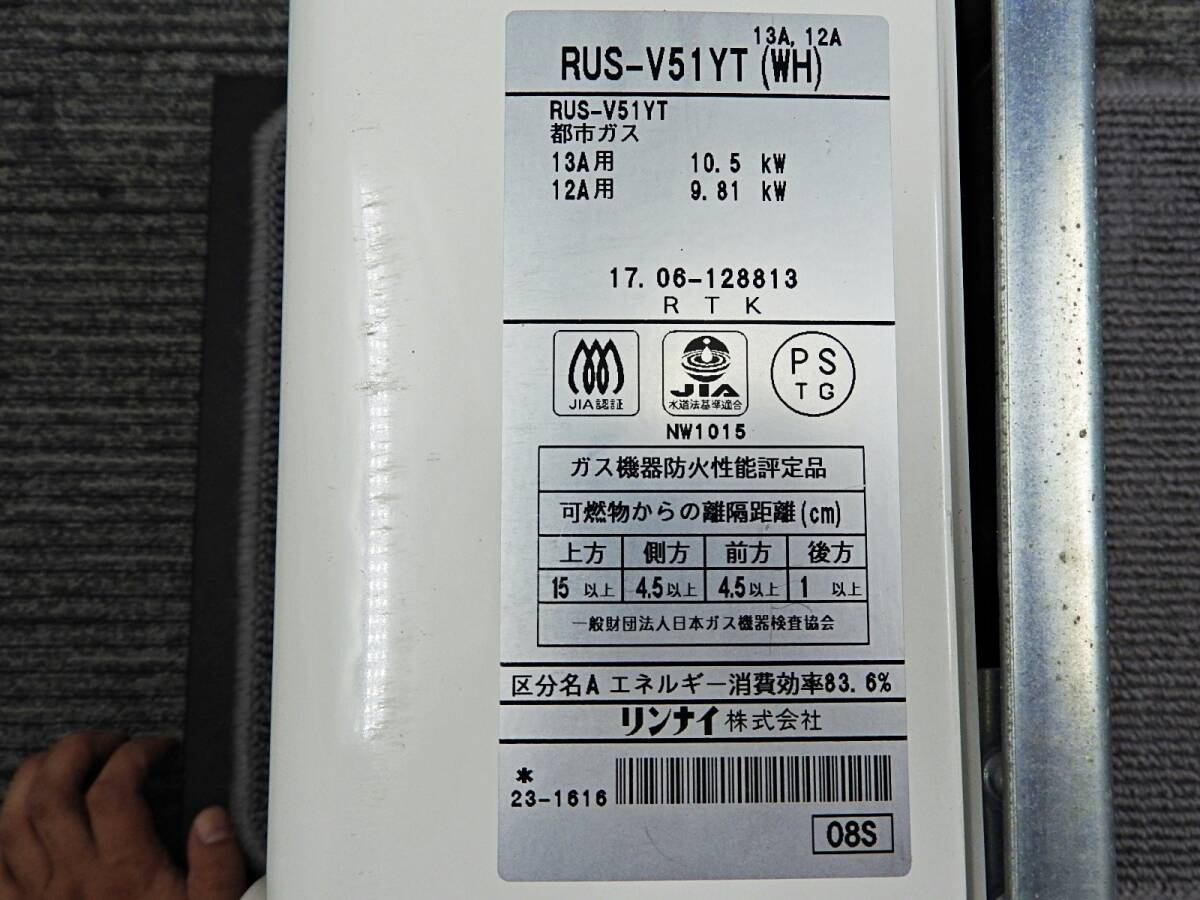 13A, 12A
RUS-V51YT (WH)
RUS-V51YT
都市ガス
13A用 10.5 kW
12A用 9.81 kW
17. 06-128813
R T K
JIA認証
JIA
水道法基準適合
PS
TG
NW1015
ガス機器防火性能評定品
可燃物からの離隔距離(cm)
上方 側方 前方 後方
15 以上 4.5以上 4.5以上 1 以上
一般財団法人日本ガス機器検査協会
区分名A エネルギー消費効率83.6%
リンナイ株式会社
*
23-1616
08S